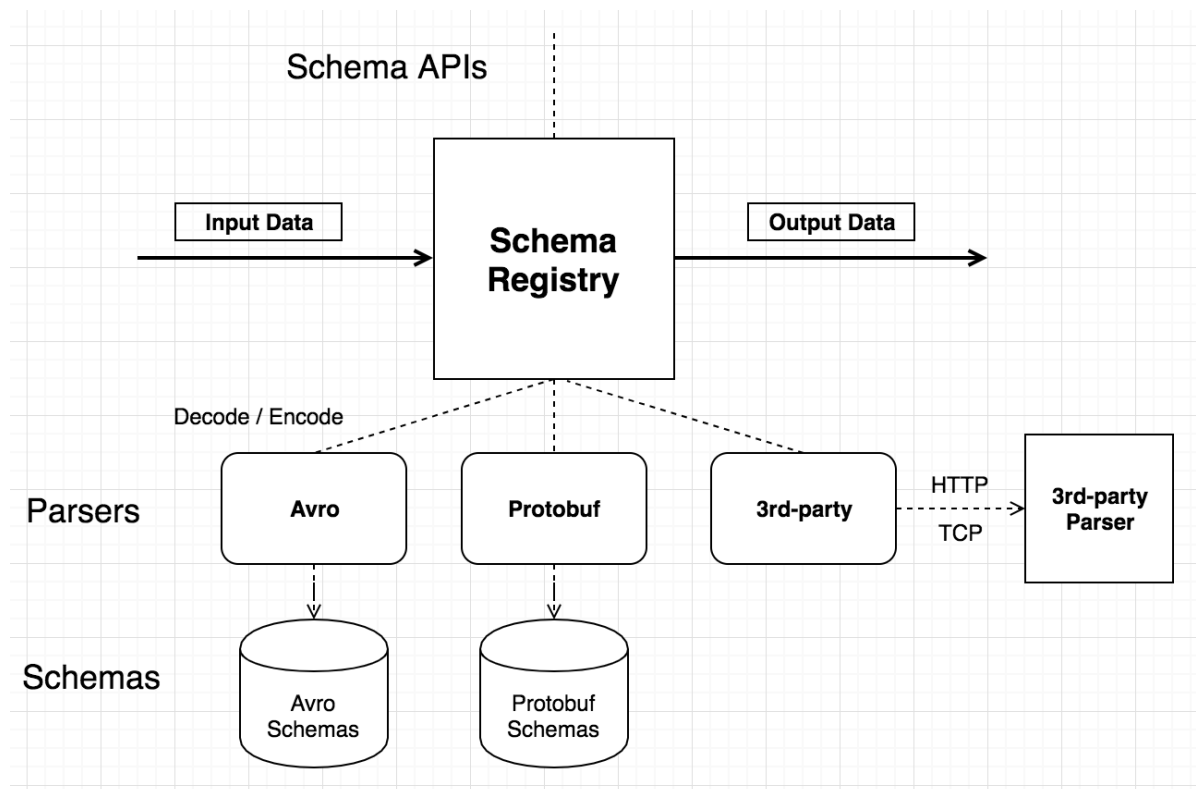 Schema APIs
Input Data
Output Data
Schema
Registry
Decode / Encode
Parsers
Avro
Protobuf
3rd-party
HTTP
TCP
3rd-party
Parser
Schemas
Avro
Schemas
Protobuf
Schemas